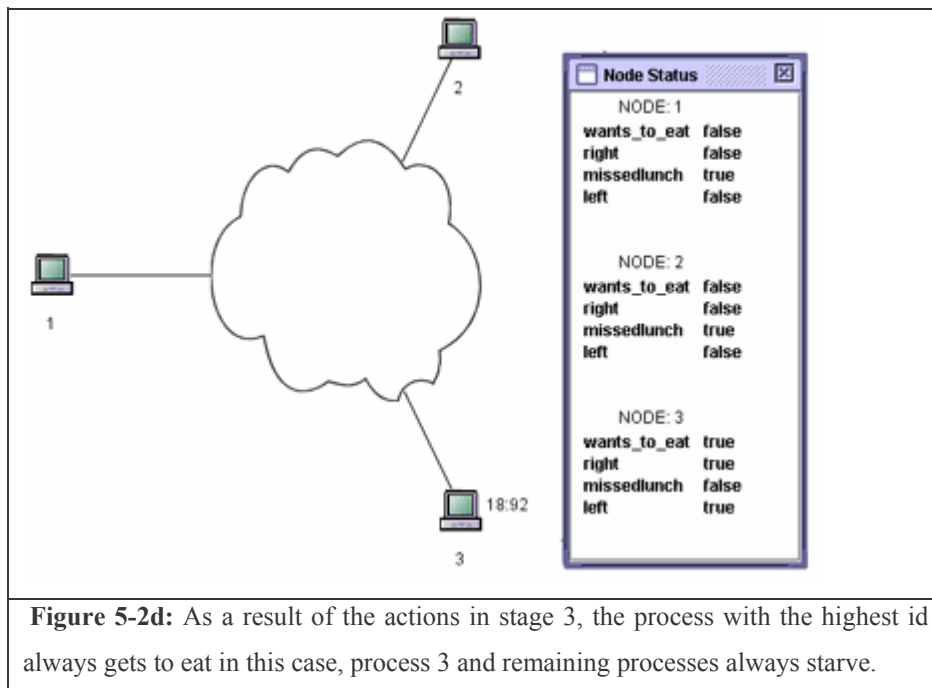 2
1
18:92
3
Node Status
NODE: 1
wants_to_eat false
right false
missedlunch true
left false
NODE: 2
wants_to_eat false
right false
missedlunch true
left false
NODE: 3
wants_to_eat true
right true
missedlunch false
left true
Figure 5-2d: As a result of the actions in stage 3, the process with the highest id
always gets to eat in this case, process 3 and remaining processes always starve.